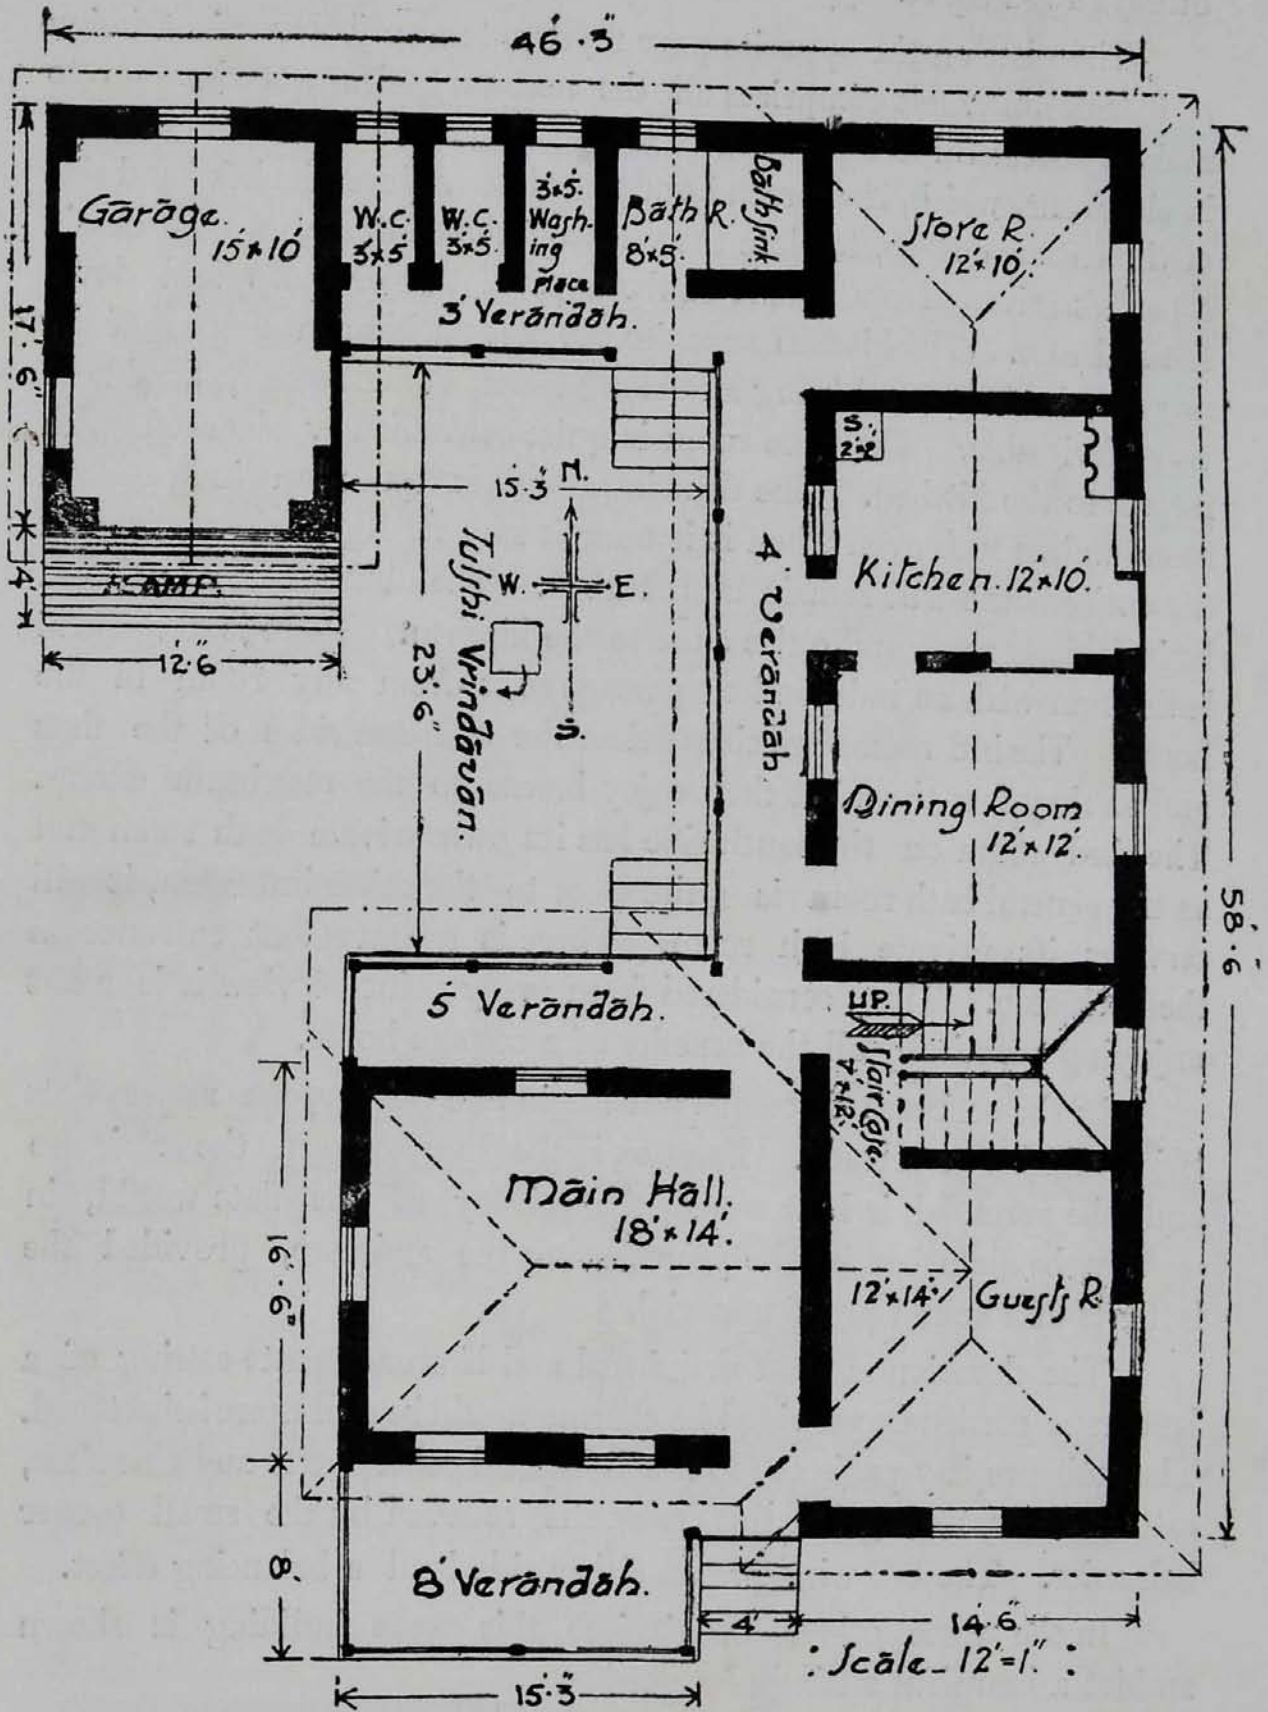 46'.3"
Garage.
15'×10'
W.C.
3'×5'
W.C.
3'×5'.
3'×5'.
Wash-
ing
Place
Bath R.
8'×5'.
Bath sink
Store R.
12'×10'.
3' Verandah.
17'.6"
4'
RAMP.
12'.6"
15'.3"
N.
W.
E.
S.
Tulshi Vrindavan.
23'.6"
4' Verandah.
S.
2'×2'
Kitchen. 12'×10'.
Dining Room
12'×12'.
58'.6"
5' Verandah.
UP.
Stair Case.
7'×12'.
Main Hall.
18'×14'.
16'.6"
12'×14'. Guests R.
8'
8' Verandah.
4'
14'.6"
15'.3"
: Scale_ 12'=1". :